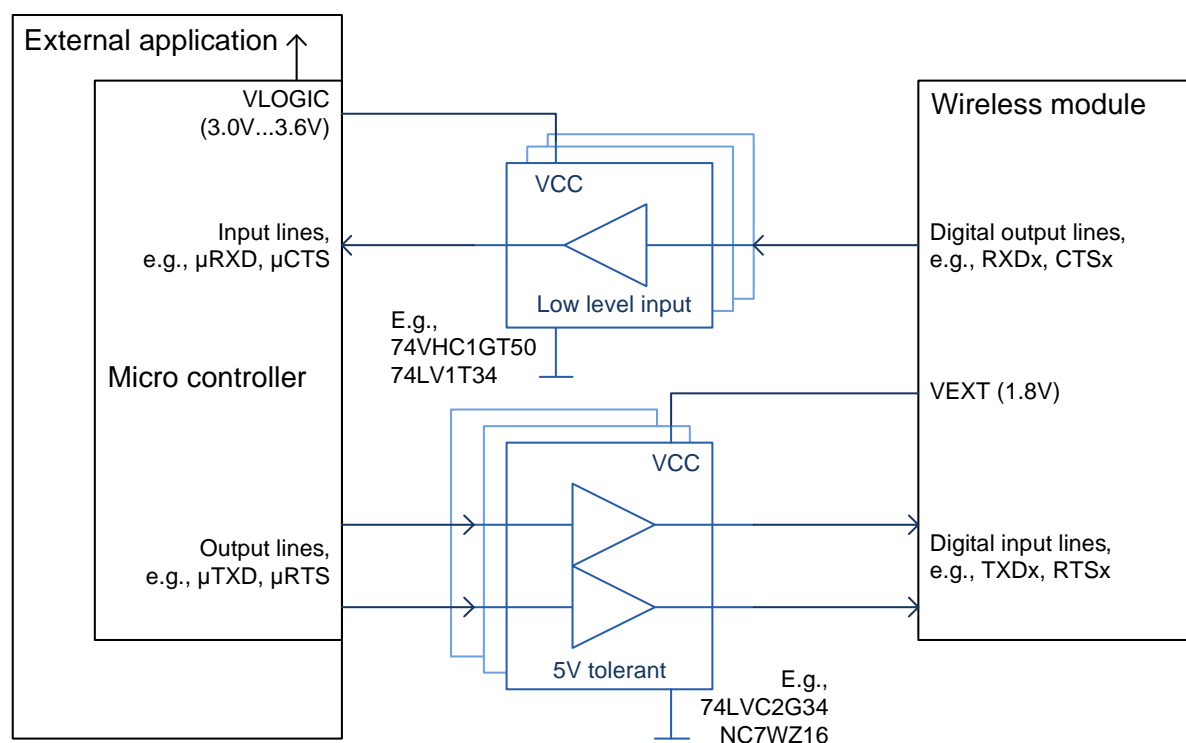 External application
VLOGIC
(3.0V...3.6V)
Wireless module
VCC
Input lines,
e.g., µRXD, µCTS
Digital output lines,
e.g., RXDx, CTSx
Low level input
E.g.,
74VHC1GT50
74LV1T34
Micro controller
VEXT (1.8V)
VCC
Output lines,
e.g., µTXD, µRTS
Digital input lines,
e.g., TXDx, RTSx
5V tolerant
E.g.,
74LVC2G34
NC7WZ16